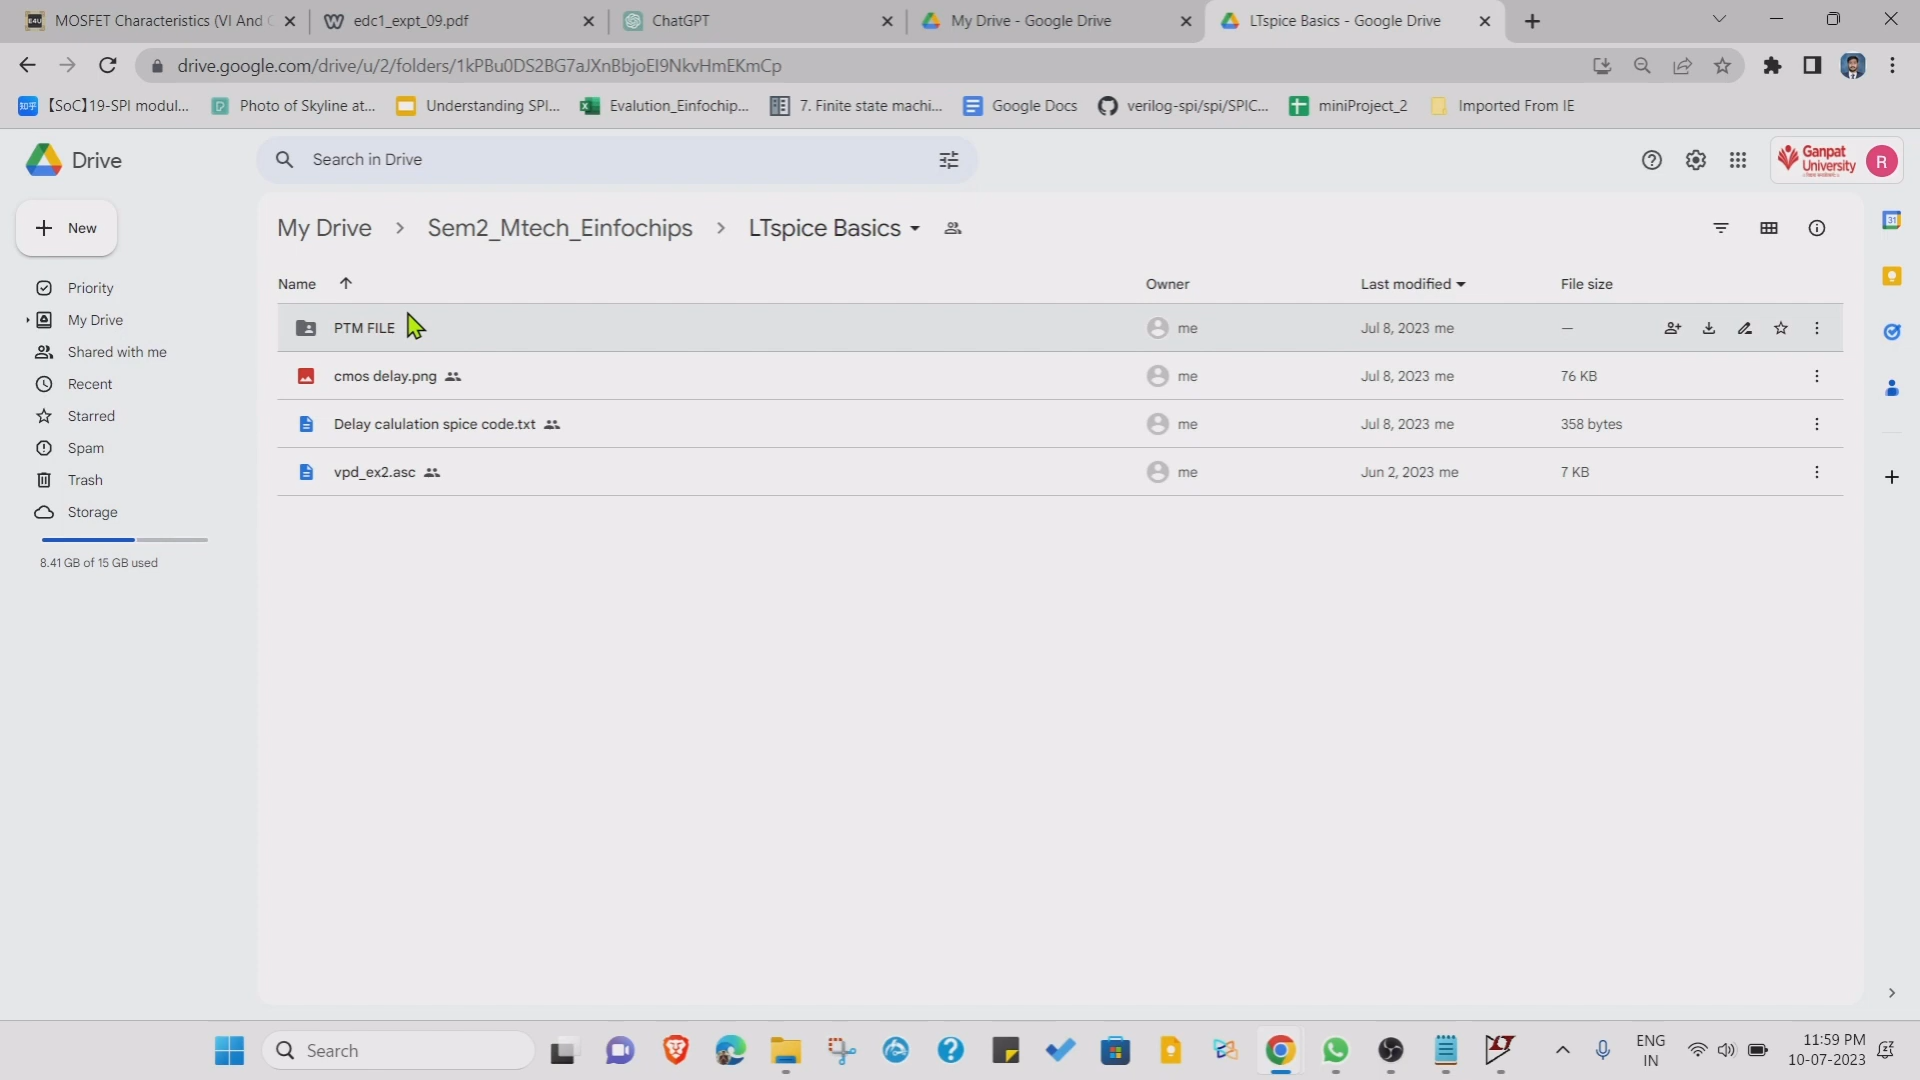 MOSFET Characteristics (VI And C
edc1_expt_09.pdf
ChatGPT
My Drive - Google Drive
LTspice Basics - Google Drive
drive.google.com/drive/u/2/folders/1kPBu0DS2BG7aJXnBbjoEI9NkvHmEKmCp
知乎
【SoC】19-SPI modul...
Photo of Skyline at...
Understanding SPI...
Evalution_Einfochip...
7. Finite state machi...
Google Docs
verilog-spi/spi/SPIC...
miniProject_2
Imported From IE
Drive
Search in Drive
Ganpat
University
R
New
My Drive > Sem2_Mtech_Einfochips > LTspice Basics
31
Priority
My Drive
Shared with me
Recent
Starred
Spam
Trash
Storage
8.41 GB of 15 GB used
Name Owner Last modified File size
PTM FILE me Jul 8, 2023 me —
cmos delay.png me Jul 8, 2023 me 76 KB
Delay calulation spice code.txt me Jul 8, 2023 me 358 bytes
vpd_ex2.asc me Jun 2, 2023 me 7 KB
Search
ENG
IN
11:59 PM
10-07-2023